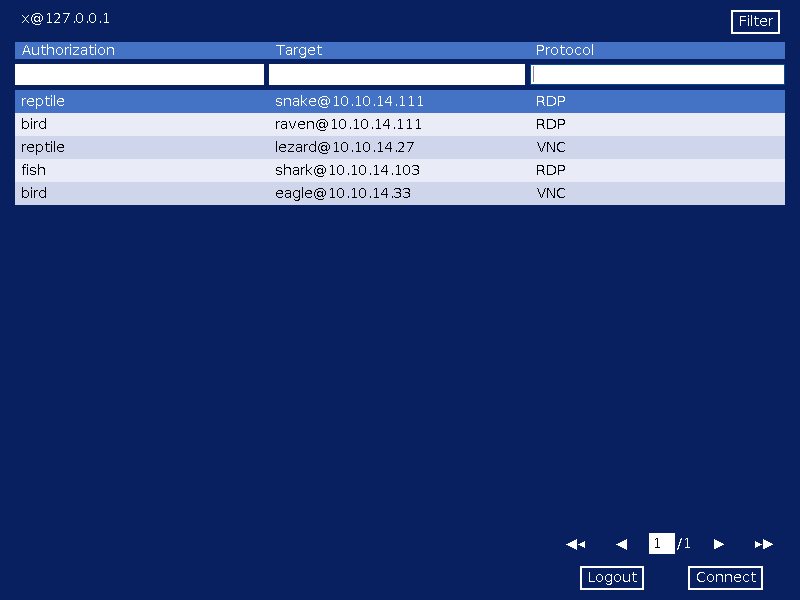 x@127.0.0.1
Filter
Authorization Target Protocol
reptile snake@10.10.14.111 RDP
bird raven@10.10.14.111 RDP
reptile lezard@10.10.14.27 VNC
fish shark@10.10.14.103 RDP
bird eagle@10.10.14.33 VNC
1 /1
Logout Connect